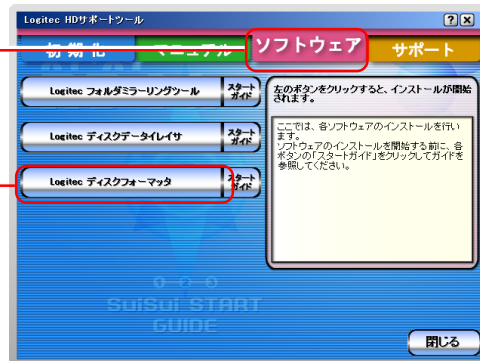 Logitec HDサポートツール
初期化 マニュアル ソフトウェア サポート
Logitec フォルダミラーリングツール
スタート
ガイド
左のボタンをクリックすると、インストールが開始
されます。
Logitec ディスクデータイレイサ
スタート
ガイド
ここでは、各ソフトウェアのインストールを行い
ます。
ソフトウェアのインストールを開始する前に、各
ボタンの「スタートガイド」をクリックしてガイドを
参照してください。
Logitec ディスクフォーマッタ
スタート
ガイド
SuiSui START
GUIDE
閉じる